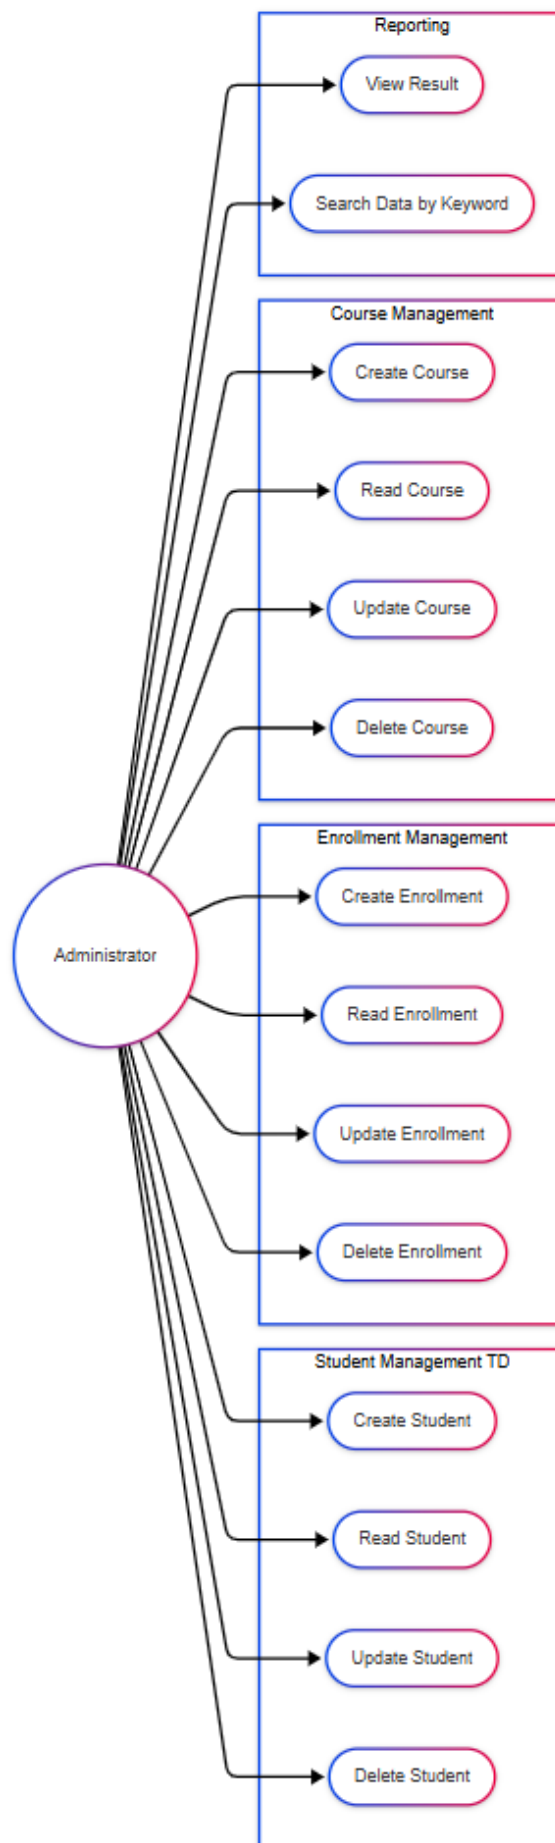 Reporting
View Result
Search Data by Keyword
Course Management
Create Course
Read Course
Update Course
Delete Course
Enrollment Management
Create Enrollment
Administrator
Read Enrollment
Update Enrollment
Delete Enrollment
Student Management TD
Create Student
Read Student
Update Student
Delete Student